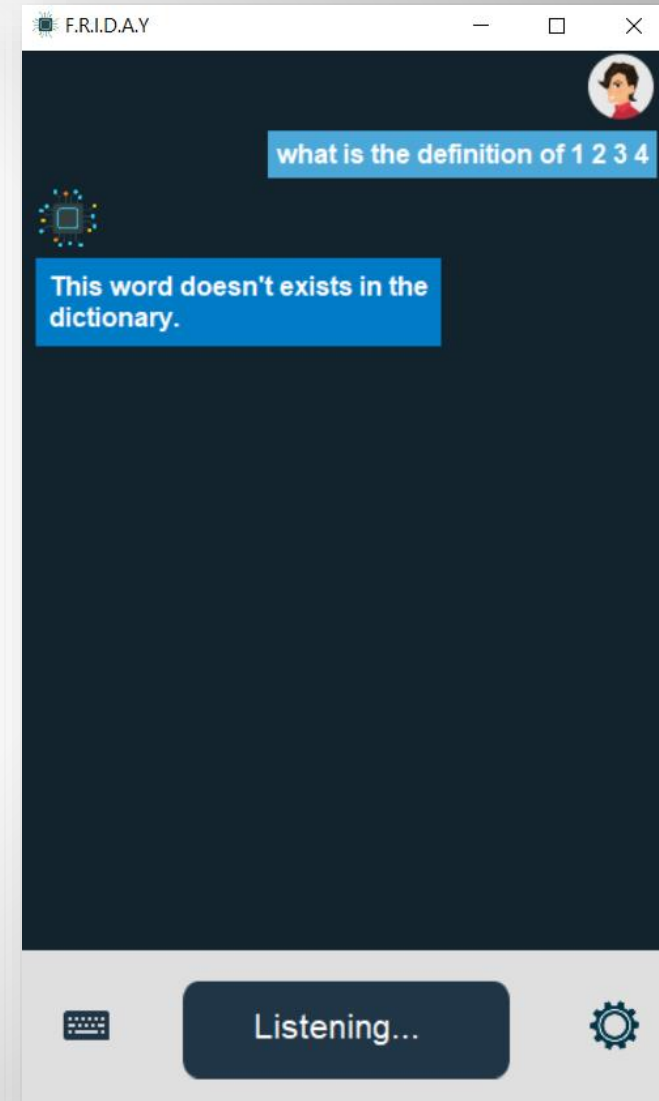 F.R.I.D.A.Y
what is the definition of 1 2 3 4
This word doesn't exists in the
dictionary.
Listening...